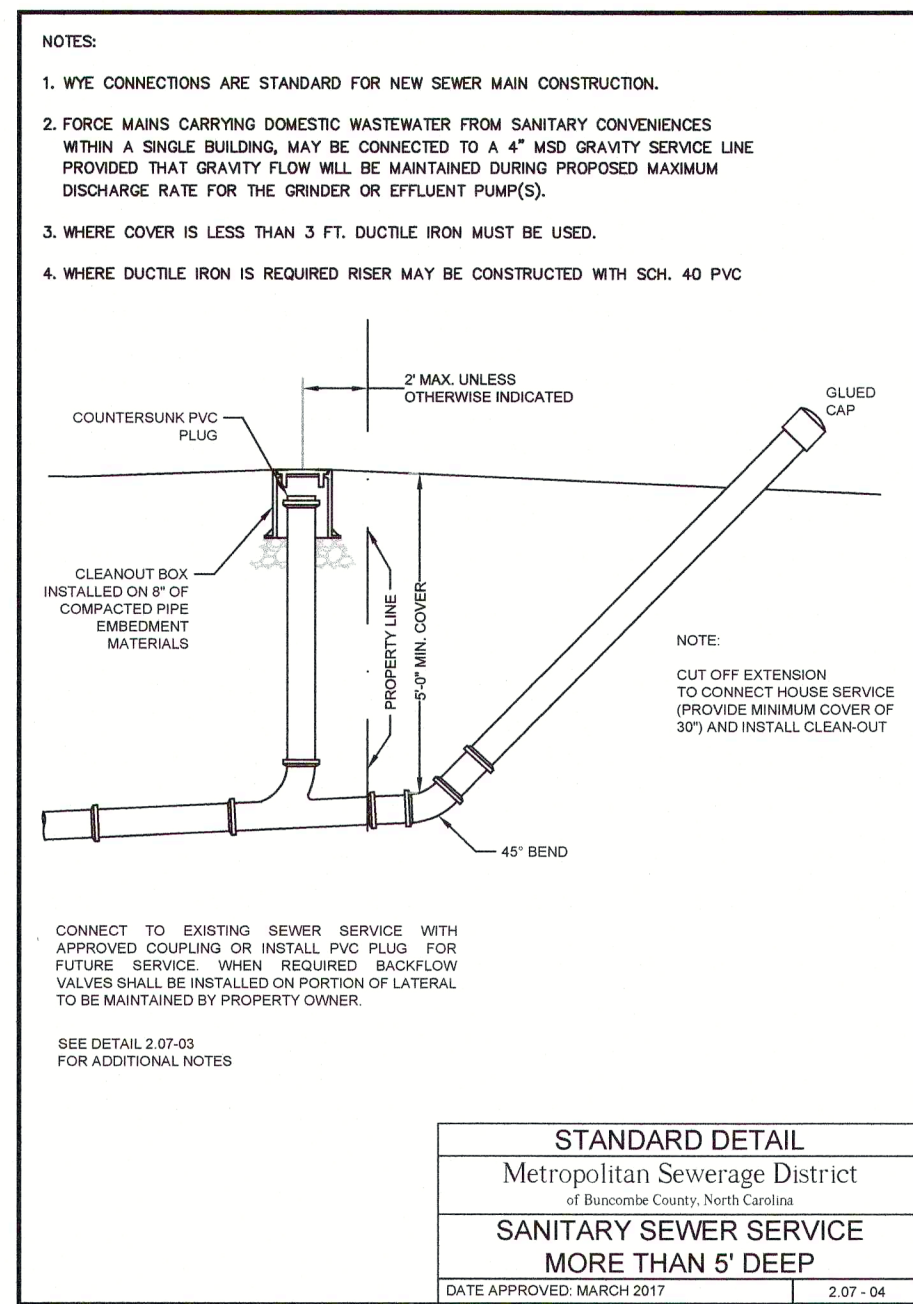 NOTES:
1. WYE CONNECTIONS ARE STANDARD FOR NEW SEWER MAIN CONSTRUCTION.
2. FORCE MAINS CARRYING DOMESTIC WASTEWATER FROM SANITARY CONVENIENCES
WITHIN A SINGLE BUILDING, MAY BE CONNECTED TO A 4" MSD GRAVITY SERVICE LINE
PROVIDED THAT GRAVITY FLOW WILL BE MAINTAINED DURING PROPOSED MAXIMUM
DISCHARGE RATE FOR THE GRINDER OR EFFLUENT PUMP(S).
3. WHERE COVER IS LESS THAN 3 FT. DUCTILE IRON MUST BE USED.
4. WHERE DUCTILE IRON IS REQUIRED RISER MAY BE CONSTRUCTED WITH SCH. 40 PVC
2' MAX. UNLESS
OTHERWISE INDICATED
GLUED
CAP
COUNTERSUNK PVC
PLUG
CLEANOUT BOX
INSTALLED ON 8" OF
COMPACTED PIPE
EMBEDMENT
MATERIALS
PROPERTY LINE
5'-0" MIN. COVER
NOTE:
CUT OFF EXTENSION
TO CONNECT HOUSE SERVICE
(PROVIDE MINIMUM COVER OF
30") AND INSTALL CLEAN-OUT
45° BEND
CONNECT TO EXISTING SEWER SERVICE WITH
APPROVED COUPLING OR INSTALL PVC PLUG FOR
FUTURE SERVICE. WHEN REQUIRED BACKFLOW
VALVES SHALL BE INSTALLED ON PORTION OF LATERAL
TO BE MAINTAINED BY PROPERTY OWNER.
SEE DETAIL 2.07-03
FOR ADDITIONAL NOTES
STANDARD DETAIL
Metropolitan Sewerage District
of Buncombe County, North Carolina
SANITARY SEWER SERVICE
MORE THAN 5' DEEP
DATE APPROVED: MARCH 2017
2.07 - 04